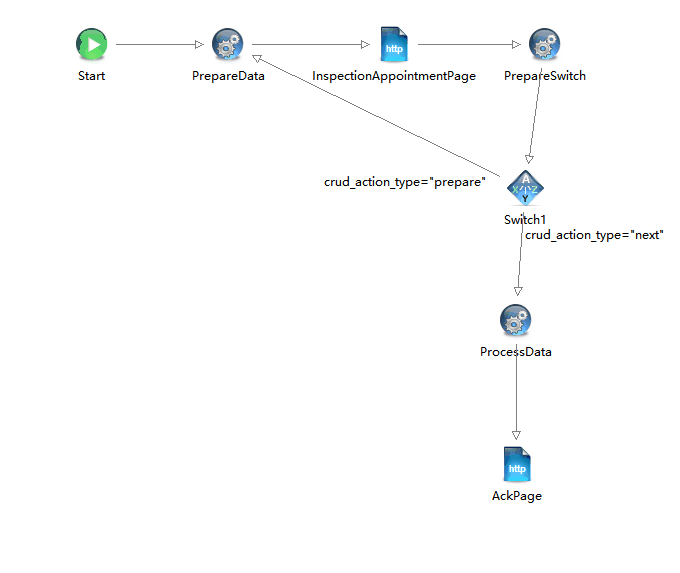 http
Start
PrepareData
InspectionAppointmentPage
PrepareSwitch
crud_action_type="prepare"
A
X Z
Y
Switch1
crud_action_type="next"
ProcessData
http
AckPage